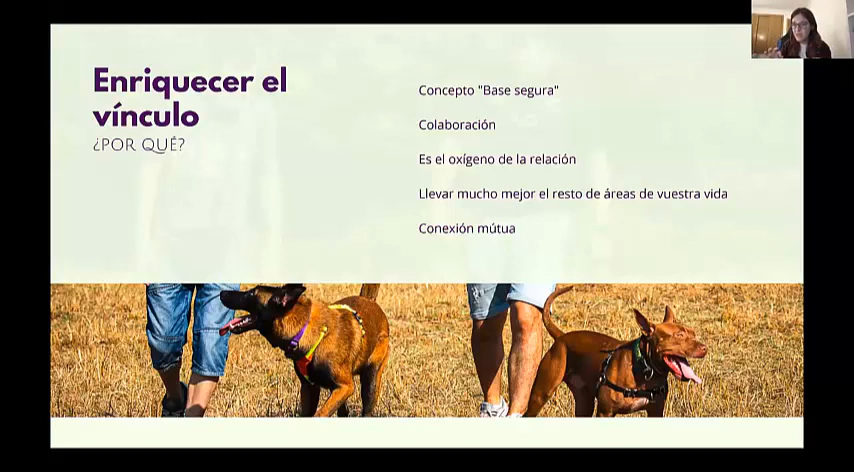 Enriquecer el
vínculo
¿POR QUÉ?
Concepto "Base segura"
Colaboración
Es el oxígeno de la relación
Llevar mucho mejor el resto de áreas de vuestra vida
Conexión mútua